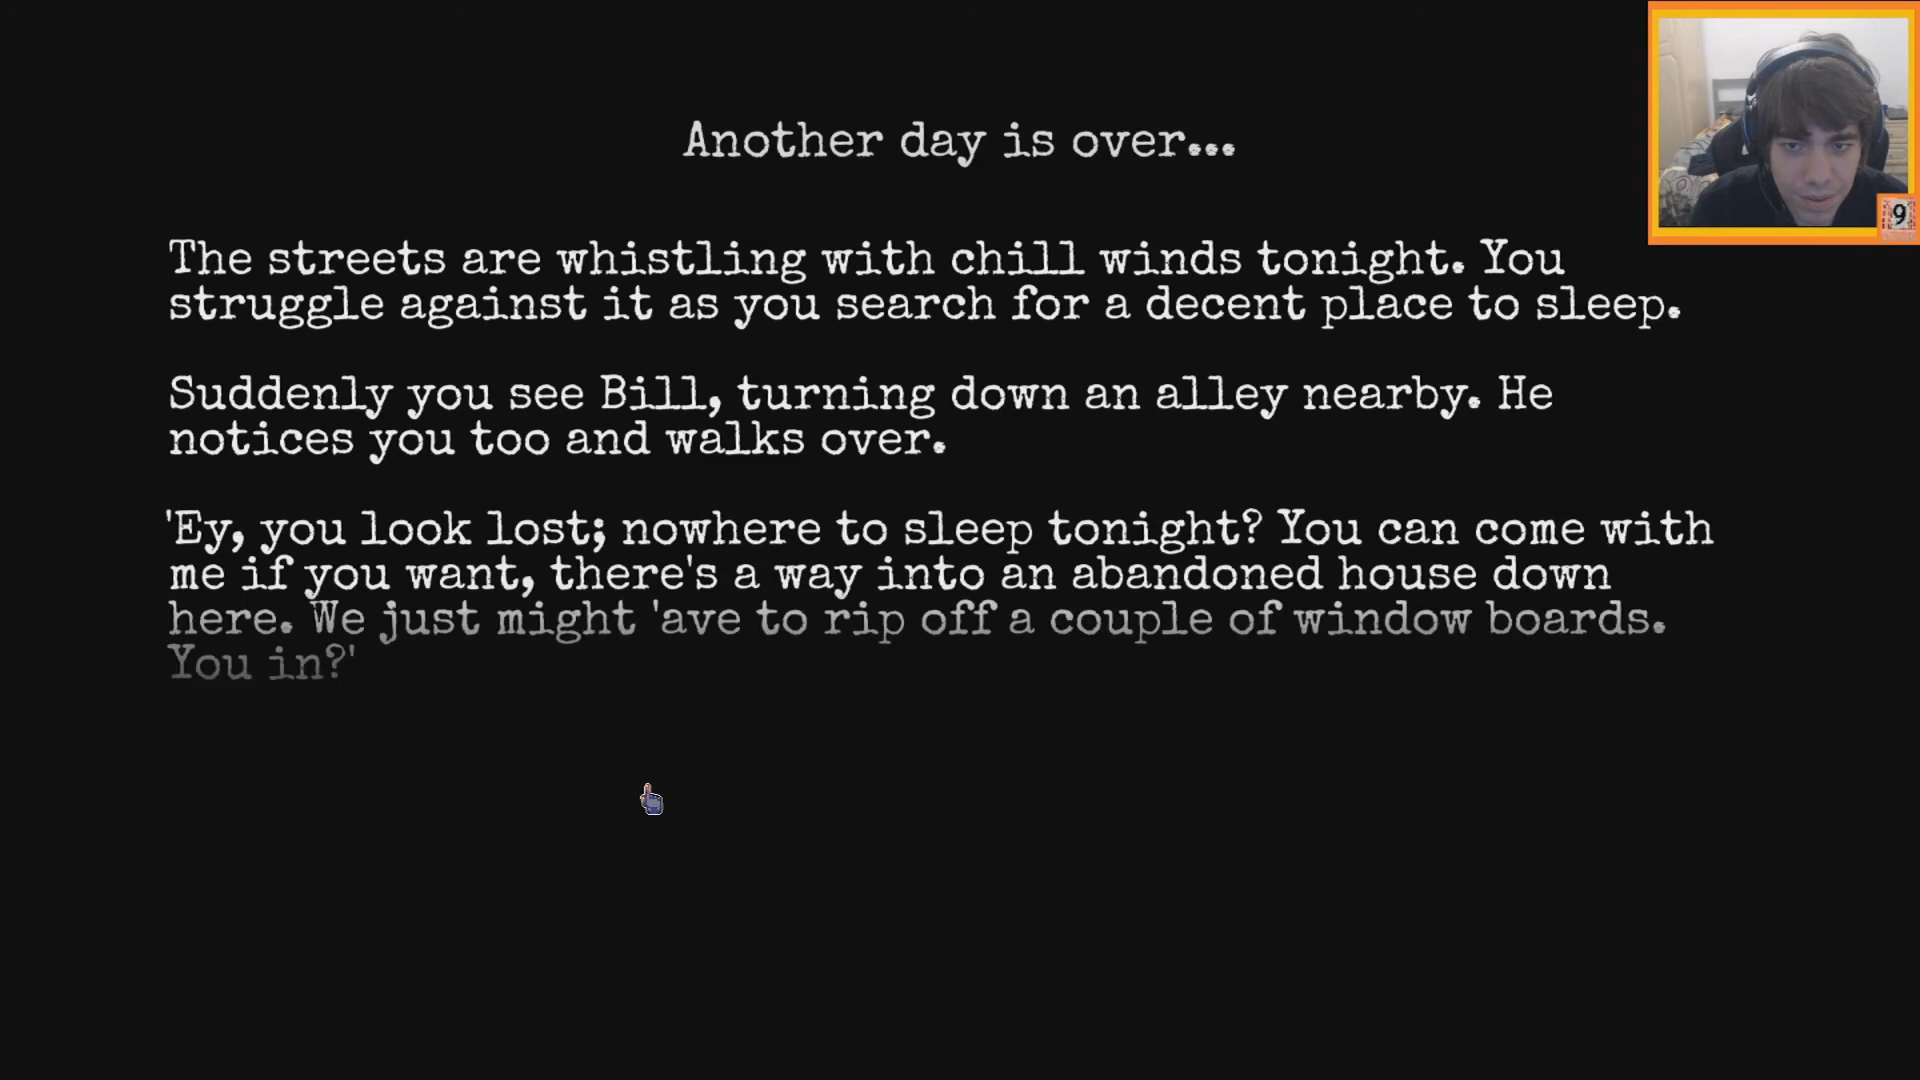 Another day is over...
The streets are whistling with chill winds tonight. You
struggle against it as you search for a decent place to sleep.
Suddenly you see Bill, turning down an alley nearby. He
notices you too and walks over.
'Ey, you look lost; nowhere to sleep tonight? You can come with
me if you want, there's a way into an abandoned house down
here. We just might 'ave to rip off a couple of window boards.
You in?'
9